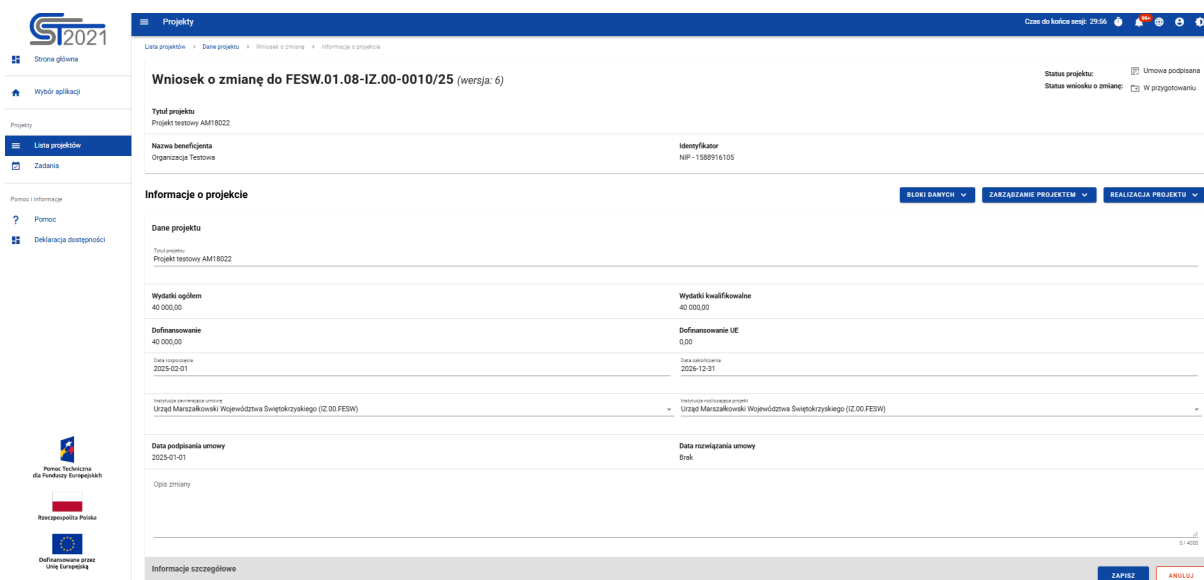 CST2021
Projekty
Czas do końca sesji: 29:56
99+
Strona główna
Wybór aplikacji
Projekty
Lista projektów
Zadania
Pomoc i informacje
? Pomoc
Deklaracja dostępności
Lista projektów > Dane projektu > Wniosek o zmianę > Informacje o projekcie
Wniosek o zmianę do FESW.01.08-IZ.00-0010/25 (wersja: 6)
Status projektu: Umowa podpisana
Status wniosku o zmianę: W przygotowaniu
Tytuł projektu
Projekt testowy AM18022
Nazwa beneficjenta
Organizacja Testowa
Identyfikator
NIP - 1588916105
Informacje o projekcie
BLOKI DANYCH
ZARZĄDZANIE PROJEKTEM
REALIZACJA PROJEKTU
Dane projektu
Tytuł projektu
Projekt testowy AM18022
Wydatki ogółem
40 000,00
Wydatki kwalifikowalne
40 000,00
Dofinansowanie
40 000,00
Dofinansowanie UE
0,00
Data rozpoczęcia
2025-02-01
Data zakończenia
2026-12-31
Instytucja zawierająca umowę
Urząd Marszałkowski Województwa Świętokrzyskiego (IZ.00.FESW)
Instytucja rozliczająca projekt
Urząd Marszałkowski Województwa Świętokrzyskiego (IZ.00.FESW)
Data podpisania umowy
2025-01-01
Data rozwiązania umowy
Brak
Opis zmiany
0 / 4000
Informacje szczegółowe
ZAPISZ
ANULUJ
Pomoc Techniczna
dla Funduszy Europejskich
Rzeczpospolita Polska
Dofinansowane przez
Unię Europejską